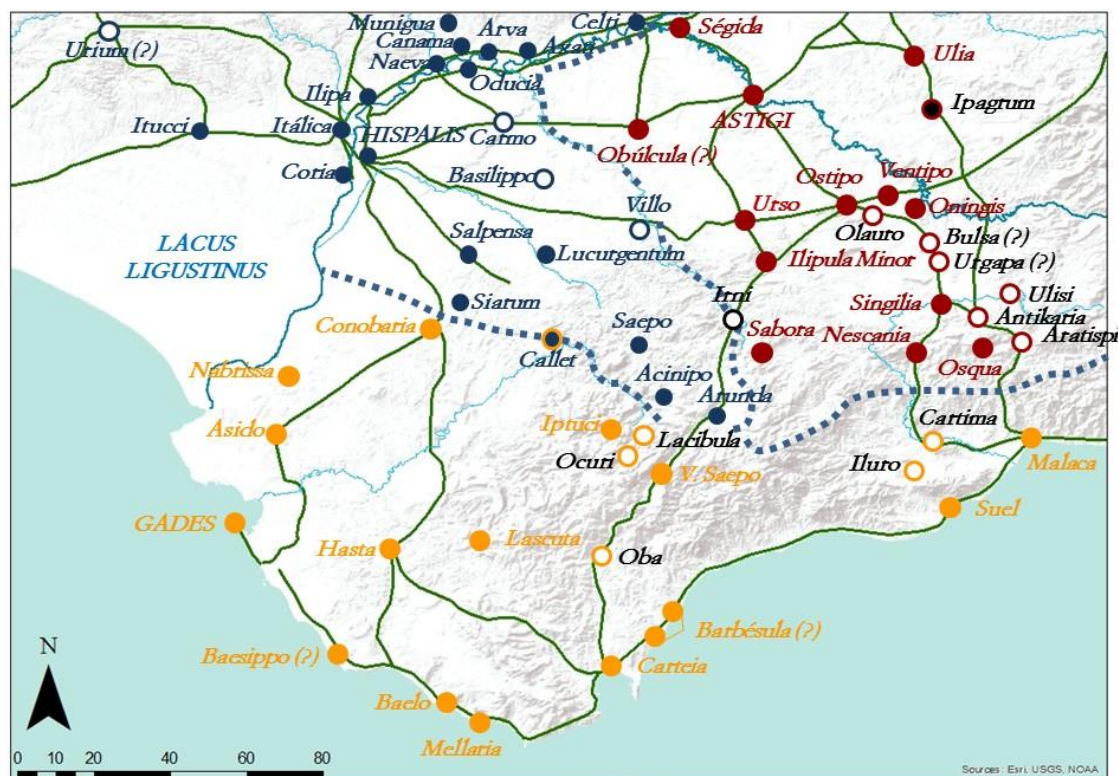 Munigua
Celti
Ségida
Urium (?)
Canama
Arva
Axati
Ulia
Naeva
Oducia
Ilipa
Ipagrum
Itucci
Itálica
HISPALIS
Carmo
ASTIGI
Obúlcula (?)
Coria
Basilippo
Ostipo
Ventipo
Villo
Urso
Olauro
Oningis
LACUS
LIGUSTINUS
Salpensa
Lucurgentum
Ilipula Minor
Bulsa (?)
Urgapa (?)
Siarum
Irni
Singilia
Ulisi
Conobaria
Saepo
Sabora
Nescania
Antikaria
Aratispi
Callet
Osqua
Nabrissa
Acinipo
Arunda
Asido
Iptuci
Lacibula
Cartima
Ocuri
Iluro
Malaca
V. Saepo
Suel
GADES
Hasta
Lascuta
Oba
Barbésula (?)
N
Baesippo (?)
Carteia
Baelo
Mellaria
0 5 10 20 40 60 80
Sources: Esri, USGS, NOAA